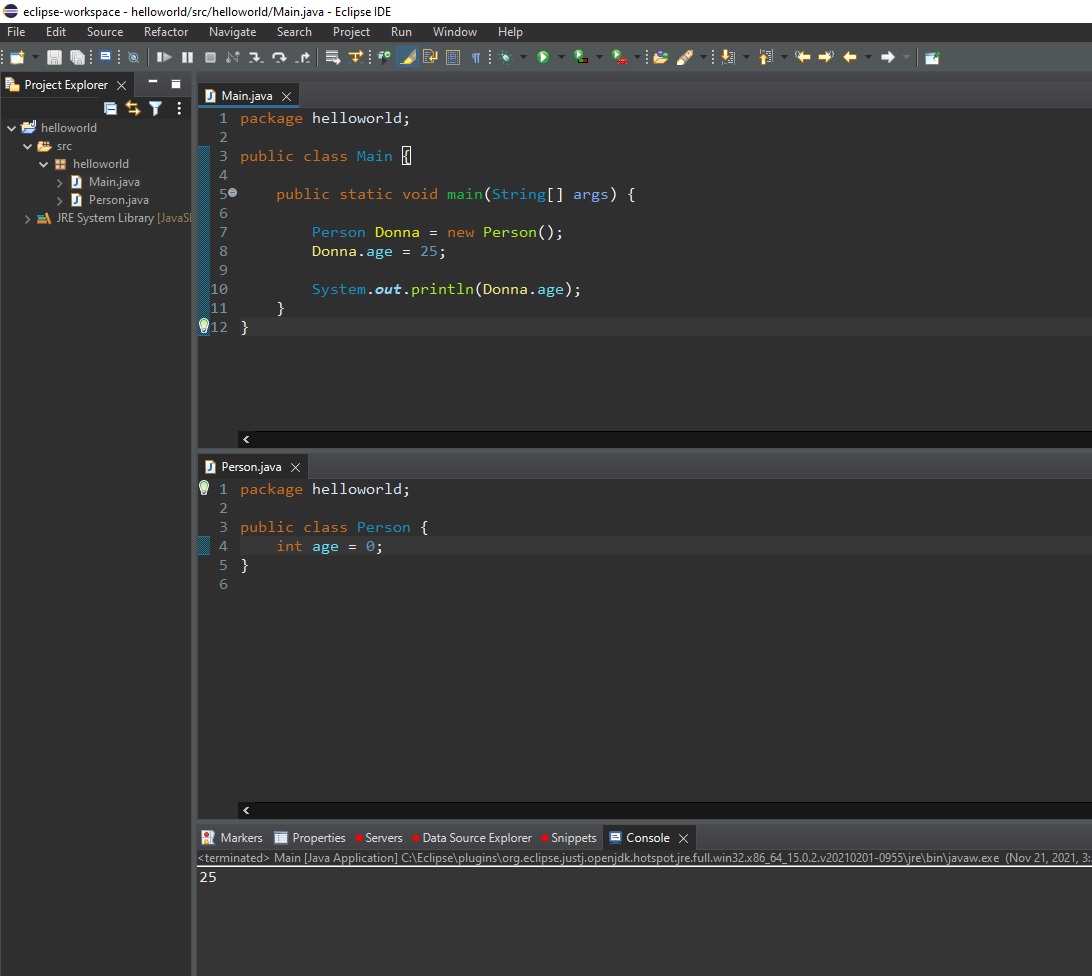 eclipse-workspace - helloworld/src/helloworld/Main.java - Eclipse IDE
File Edit Source Refactor Navigate Search Project Run Window Help
Project Explorer
helloworld
src
helloworld
Main.java
Person.java
JRE System Library [JavaSE
Main.java
1 package helloworld;
2
3 public class Main {
4
5 public static void main(String[] args) {
6
7 Person Donna = new Person();
8 Donna.age = 25;
9
10 System.out.println(Donna.age);
11 }
12 }
Person.java
1 package helloworld;
2
3 public class Person {
4 int age = 0;
5 }
6
Markers Properties Servers Data Source Explorer Snippets Console
<terminated> Main [Java Application] C:\Eclipse\plugins\org.eclipse.justj.openjdk.hotspot.jre.full.win32.x86_64_15.0.2.v20210201-0955\jre\bin\javaw.exe (Nov 21, 2021, 3:
25